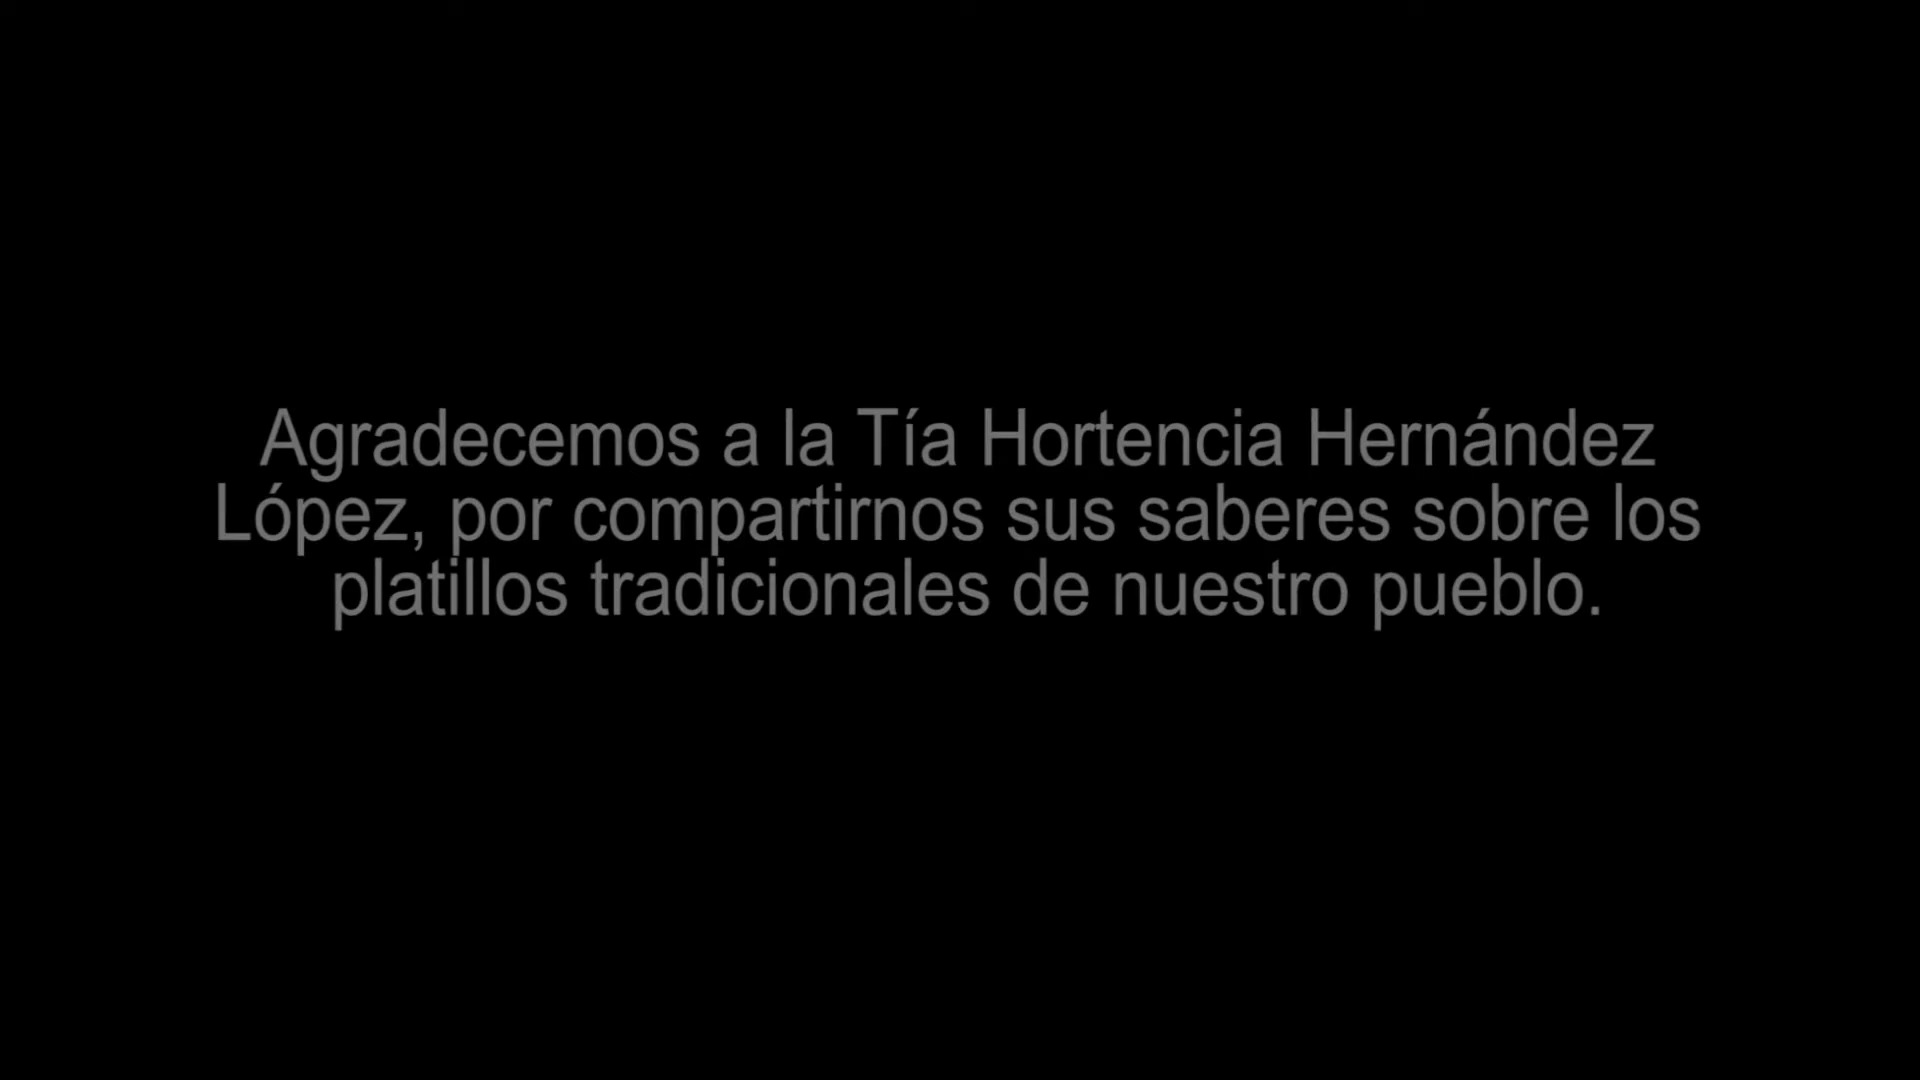 Agradecemos a la Tía Hortencia Hernández
López, por compartirnos sus saberes sobre los
platillos tradicionales de nuestro pueblo.